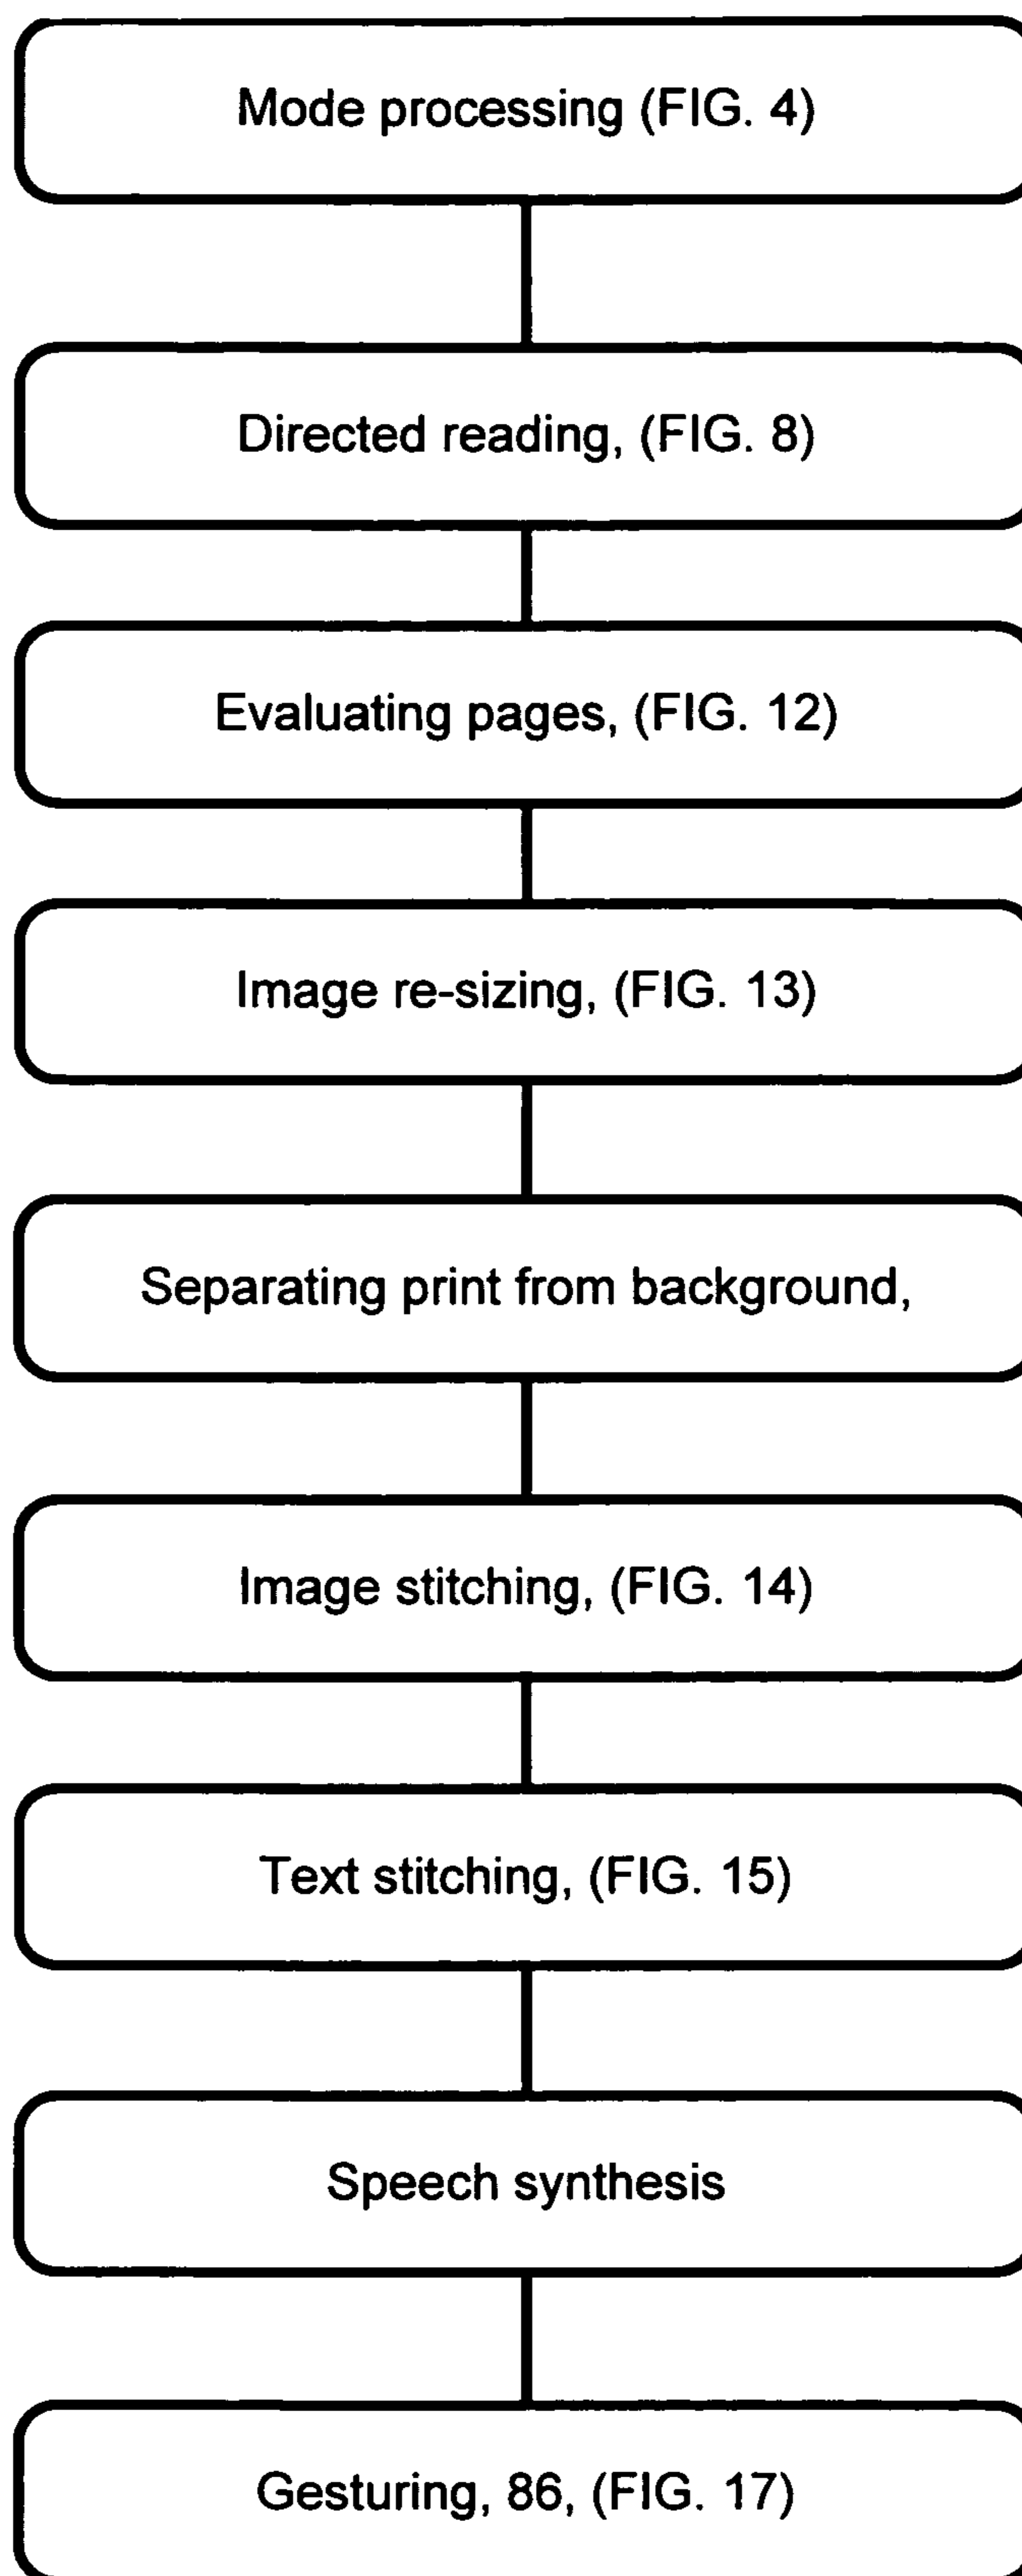 Mode processing (FIG. 4)
Directed reading, (FIG. 8)
Evaluating pages, (FIG. 12)
Image re-sizing, (FIG. 13)
Separating print from background,
Image stitching, (FIG. 14)
Text stitching, (FIG. 15)
Speech synthesis
Gesturing, 86, (FIG. 17)